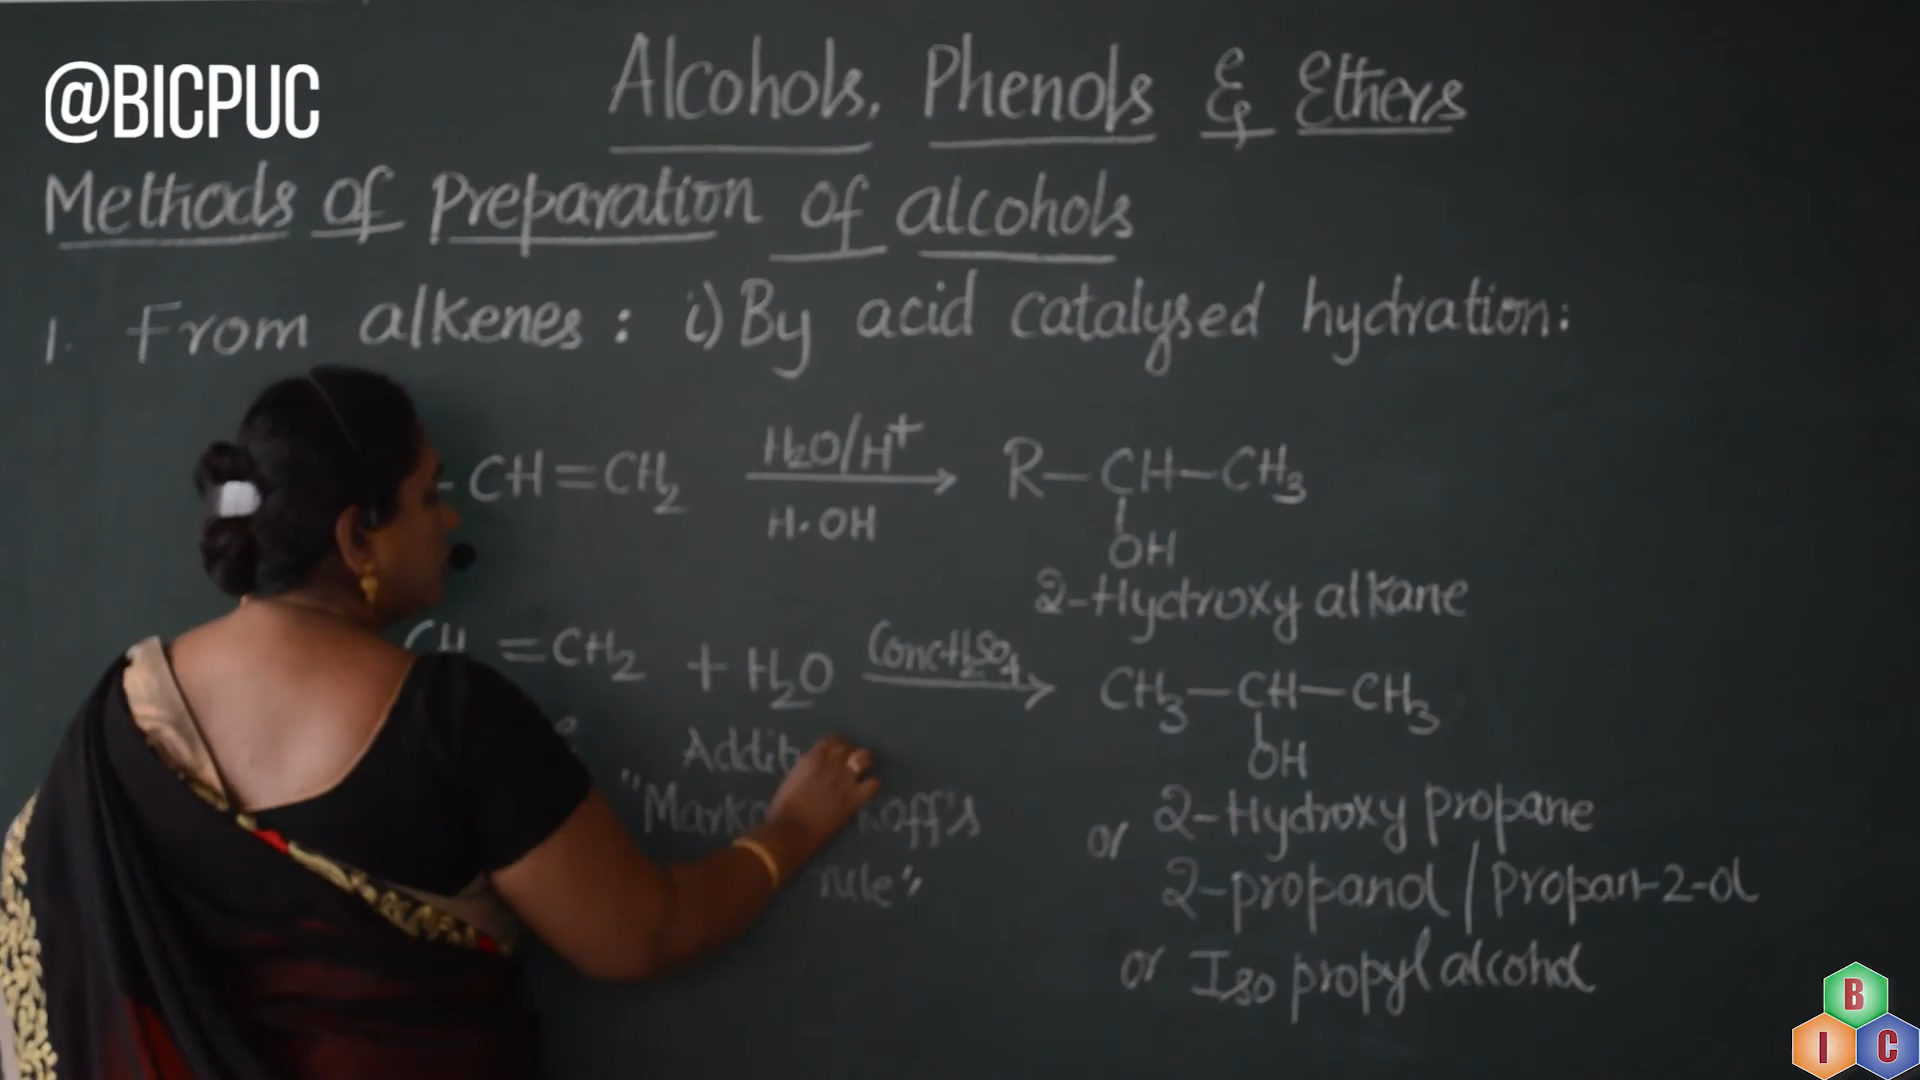 @BICPUC
Alcohols, Phenols & Ethers
Methods of Preparation of alcohols
1. From alkenes : i) By acid catalysed hydration:
-CH=CH2 H2O/H+ R-CH-CH3
H.OH
OH
2-Hydroxy alkane
=CH2 + H2O Conc H2SO4 CH3-CH-CH3
OH
2-Hydroxy propane
or
rule"
2-propanol / Propan-2-ol
or Iso propyl alcohol
B
I C